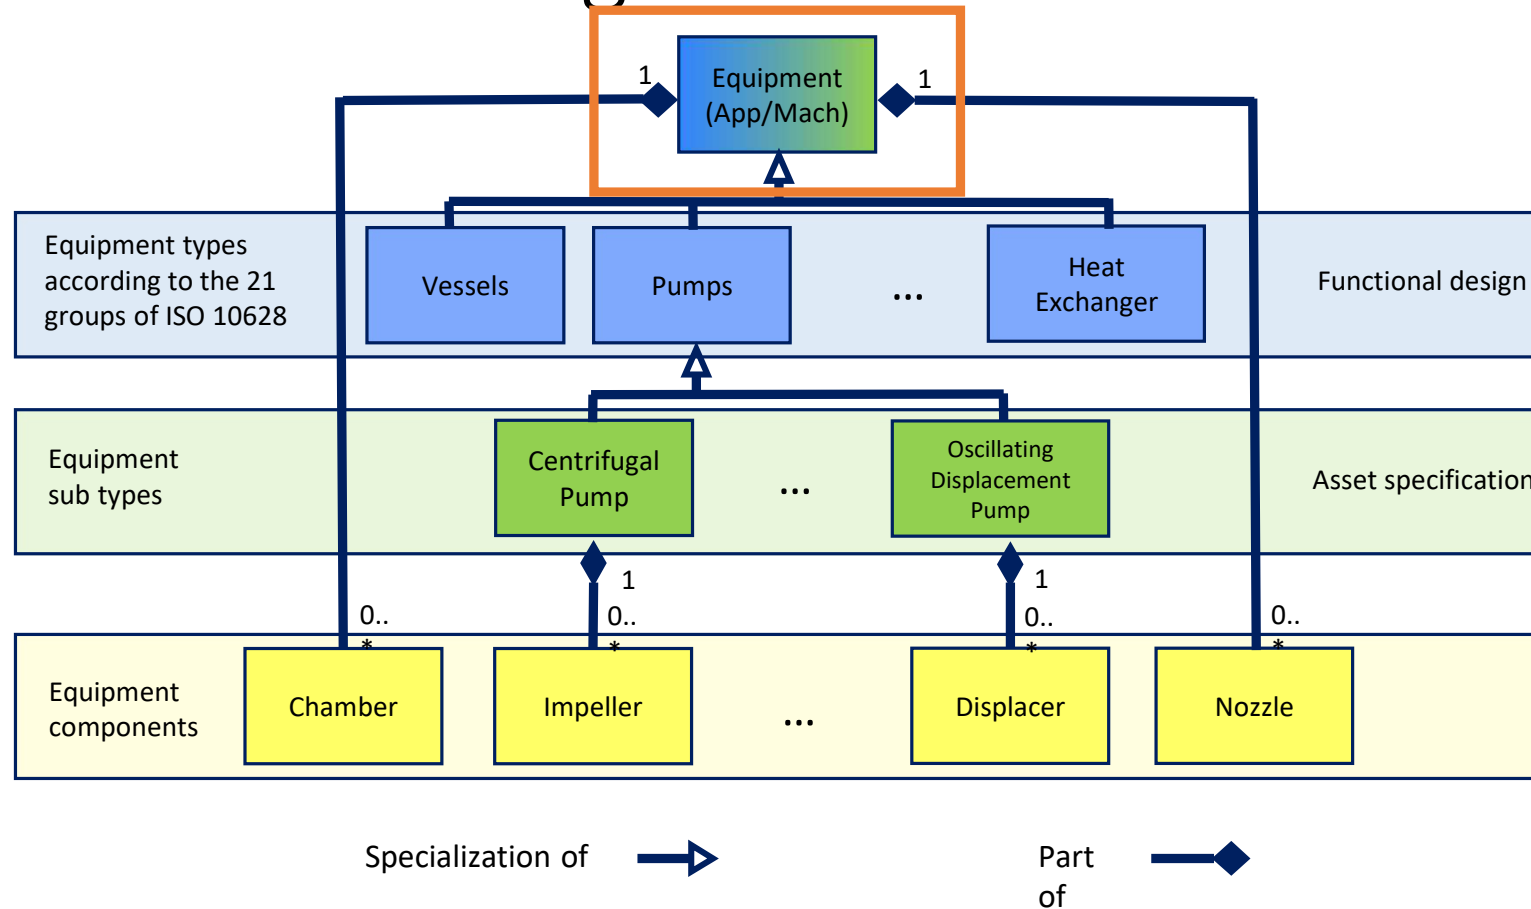 1
Equipment
(App/Mach)
1
Equipment types
according to the 21
groups of ISO 10628
Vessels
Pumps
...
Heat
Exchanger
Functional design
Equipment
sub types
Centrifugal
Pump
...
Oscillating
Displacement
Pump
Asset specification
1
1
0..
*
0..
*
0..
*
0..
*
Equipment
components
Chamber
Impeller
...
Displacer
Nozzle
Specialization of
Part
of